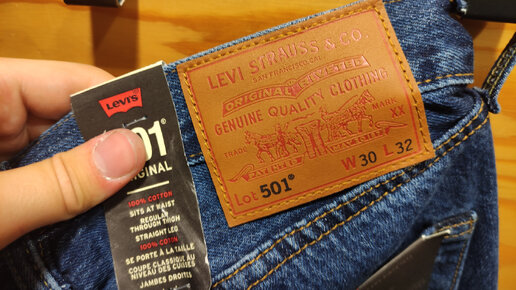 Levi's
501®
ORIGINAL
100% COTTON
SITS AT WAIST
REGULAR
THROUGH THIGH
STRAIGHT LEG
100% COTON
SE PORTE À LA TAILLE
COUPE CLASSIQUE AU
NIVEAU DES CUISSES
JAMBES DROITES
LEVI STRAUSS & CO.
SAN FRANCISCO CAL.
ORIGINAL RIVETED
GENUINE QUALITY CLOTHING
TRADE MARK
XX
PATENTED
W 30 L 32
Lot 501®